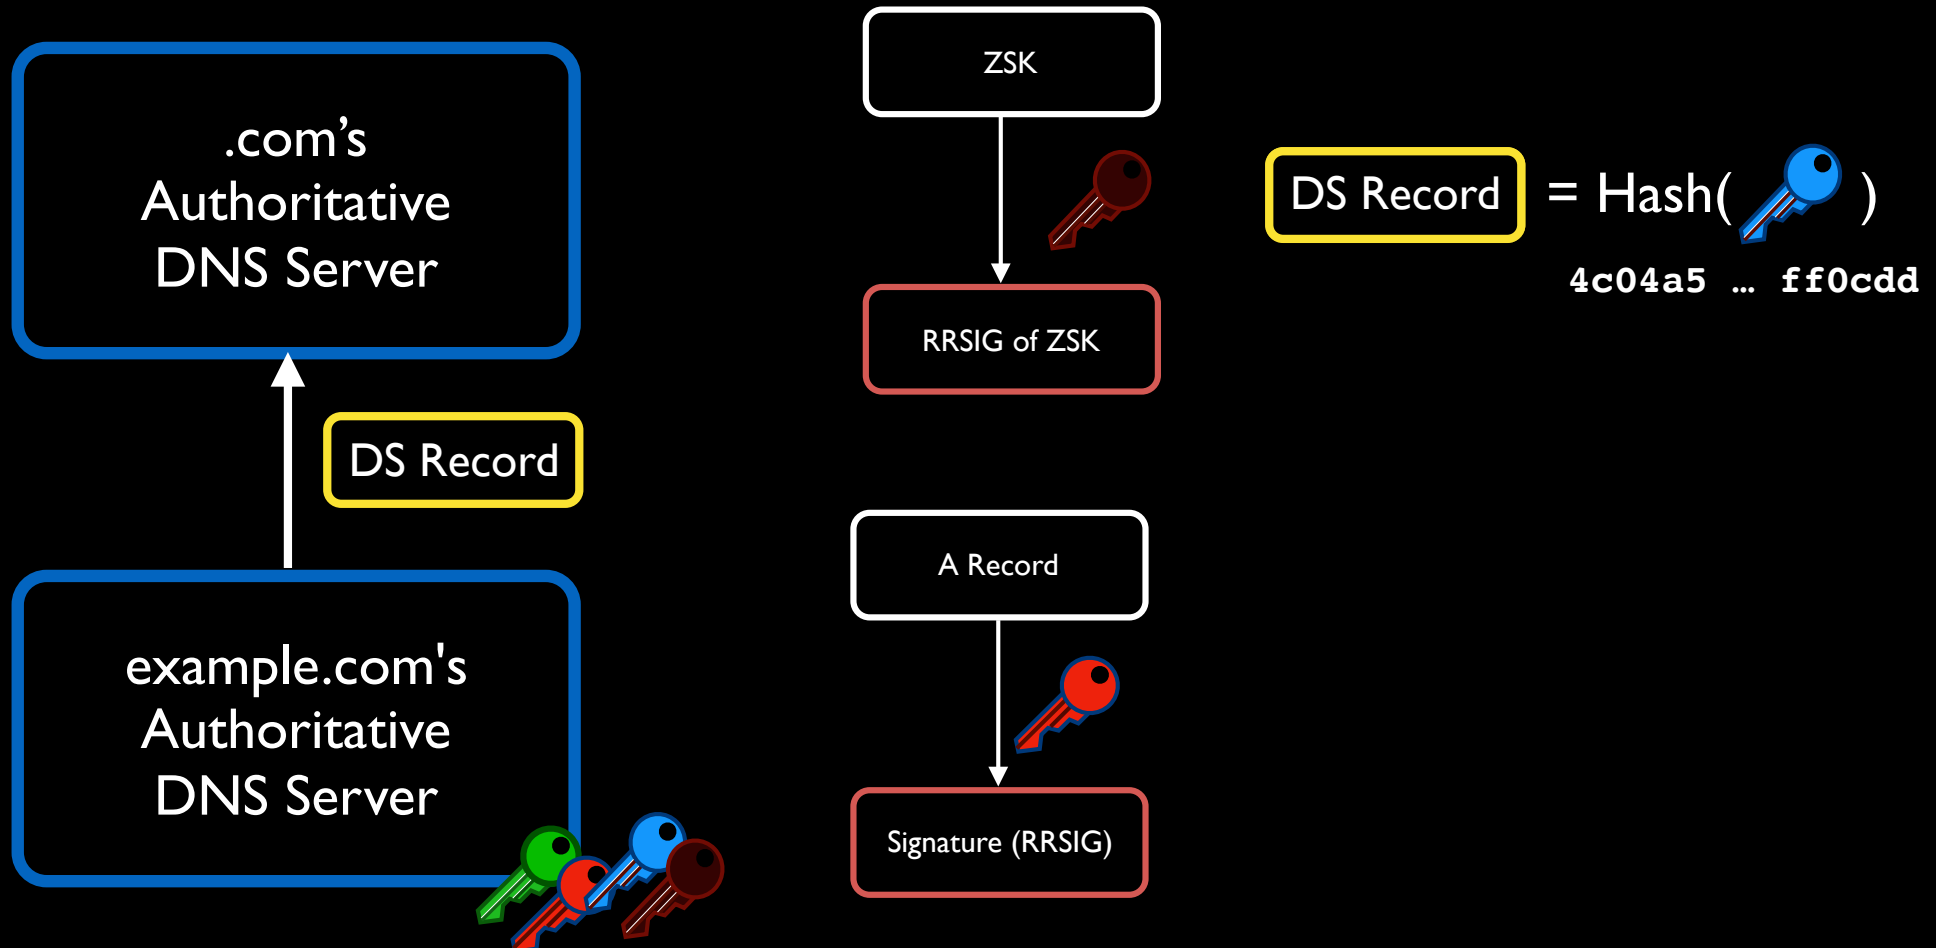 .com’s
Authoritative
DNS Server
DS Record
example.com's
Authoritative
DNS Server
ZSK
RRSIG of ZSK
A Record
Signature (RRSIG)
DS Record = Hash( )
4c04a5 … ff0cdd